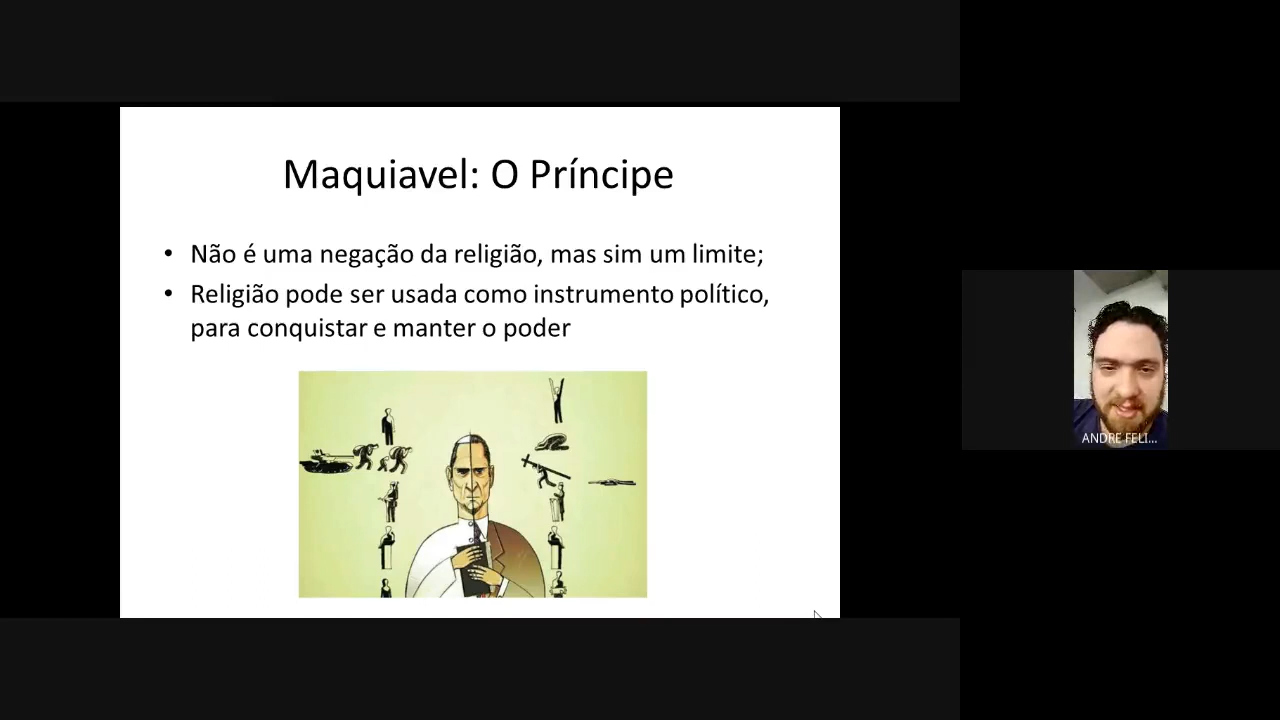 Maquiavel: O Príncipe
• Não é uma negação da religião, mas sim um limite;
• Religião pode ser usada como instrumento político,
para conquistar e manter o poder
ANDRE FELI...